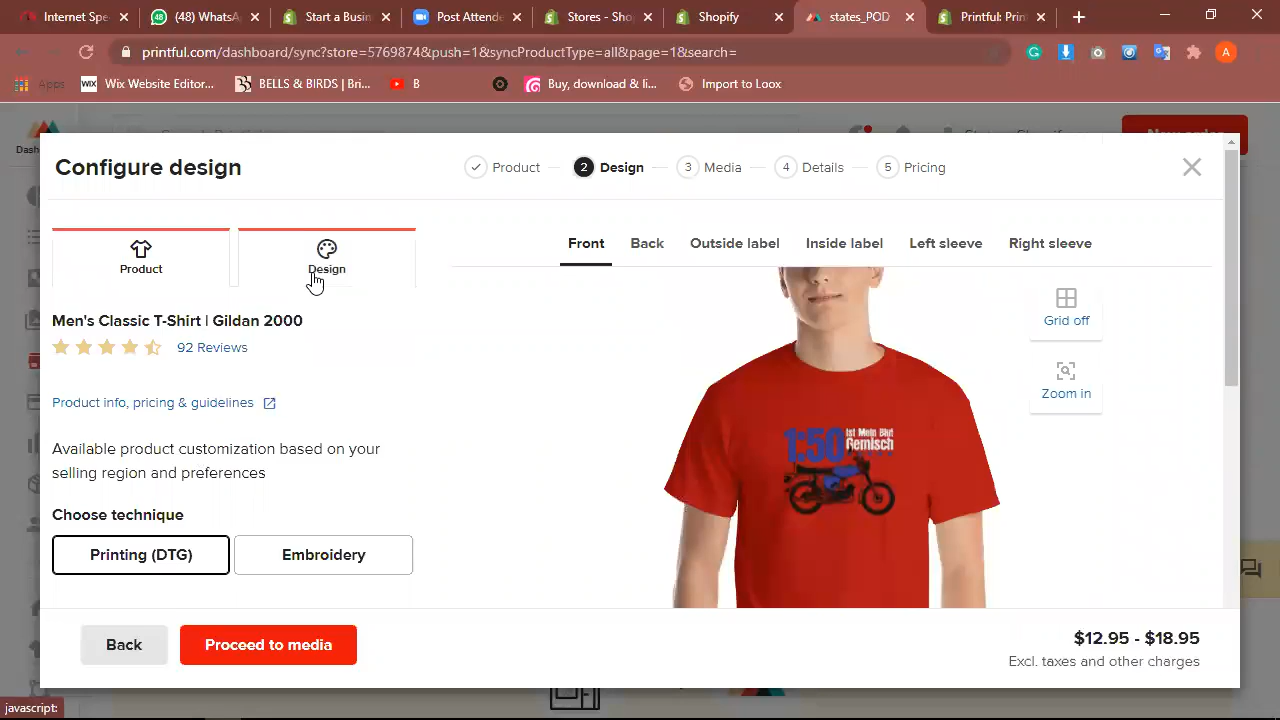 Internet Spe
(48) WhatsA
Start a Busin
Post Attende
Stores - Sho
Shopify
states_POD
Printful: Prin
printful.com/dashboard/sync?store=5769874&push=1&syncProductType=all&page=1&search=
A
Apps
WIX
Wix Website Editor...
BELLS & BIRDS | Bri...
B
Buy, download & li...
Import to Loox
Dash
Configure design
Product
2
Design
3
Media
4
Details
5
Pricing
Product
Design
Front
Back
Outside label
Inside label
Left sleeve
Right sleeve
Men's Classic T-Shirt | Gildan 2000
92 Reviews
Grid off
Zoom in
Product info, pricing & guidelines
Available product customization based on your
selling region and preferences
1:50
Ist Mein Blut
Gemisch
Choose technique
Printing (DTG)
Embroidery
Back
Proceed to media
$12.95 - $18.95
Excl. taxes and other charges
javascript: